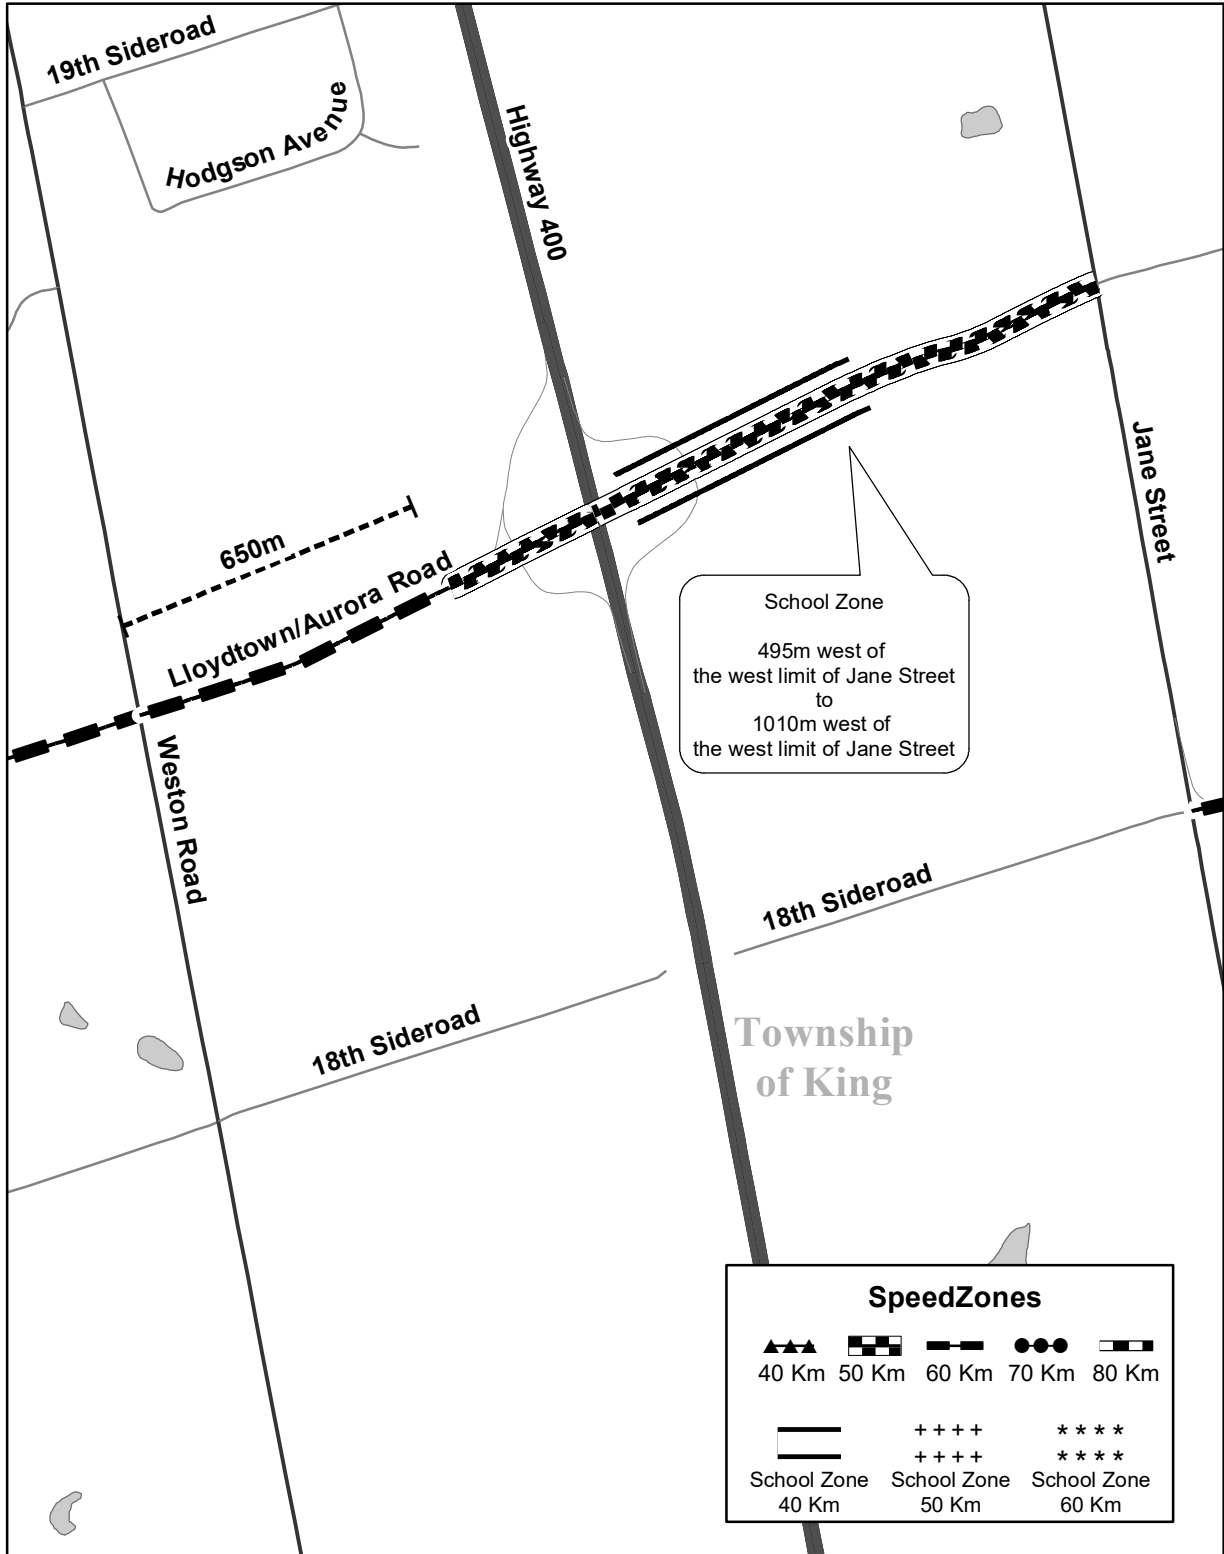 19th Sideroad
Hodgson Avenue
Highway 400
Jane Street
650m
Lloydtown/Aurora Road
School Zone
495m west of
the west limit of Jane Street
to
1010m west of
the west limit of Jane Street
Weston Road
18th Sideroad
18th Sideroad
Township
of King
SpeedZones
40 Km 50 Km 60 Km 70 Km 80 Km
School Zone School Zone School Zone
40 Km 50 Km 60 Km